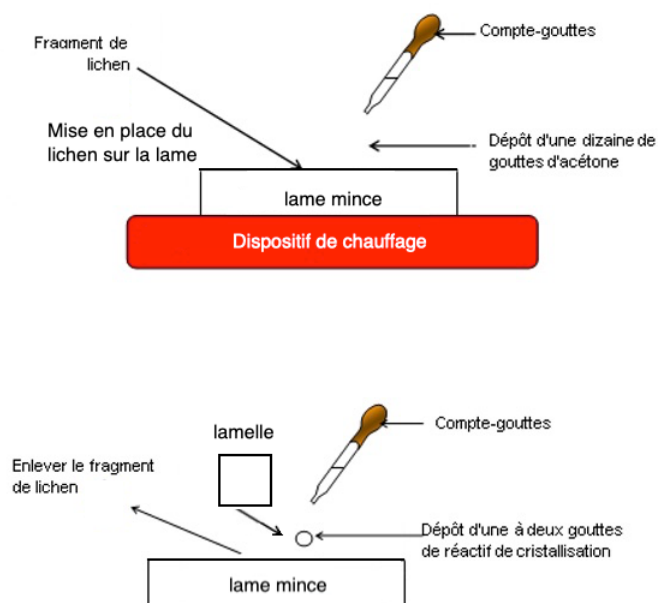 Fragment de
lichen
Compte-gouttes
Mise en place du
lichen sur la lame
Dépôt d'une dizaine de
gouttes d'acétone
lame mince
Dispositif de chauffage
lamelle
Compte-gouttes
Enlever le fragment
de lichen
Dépôt d'une à deux gouttes
de réactif de cristallisation
lame mince